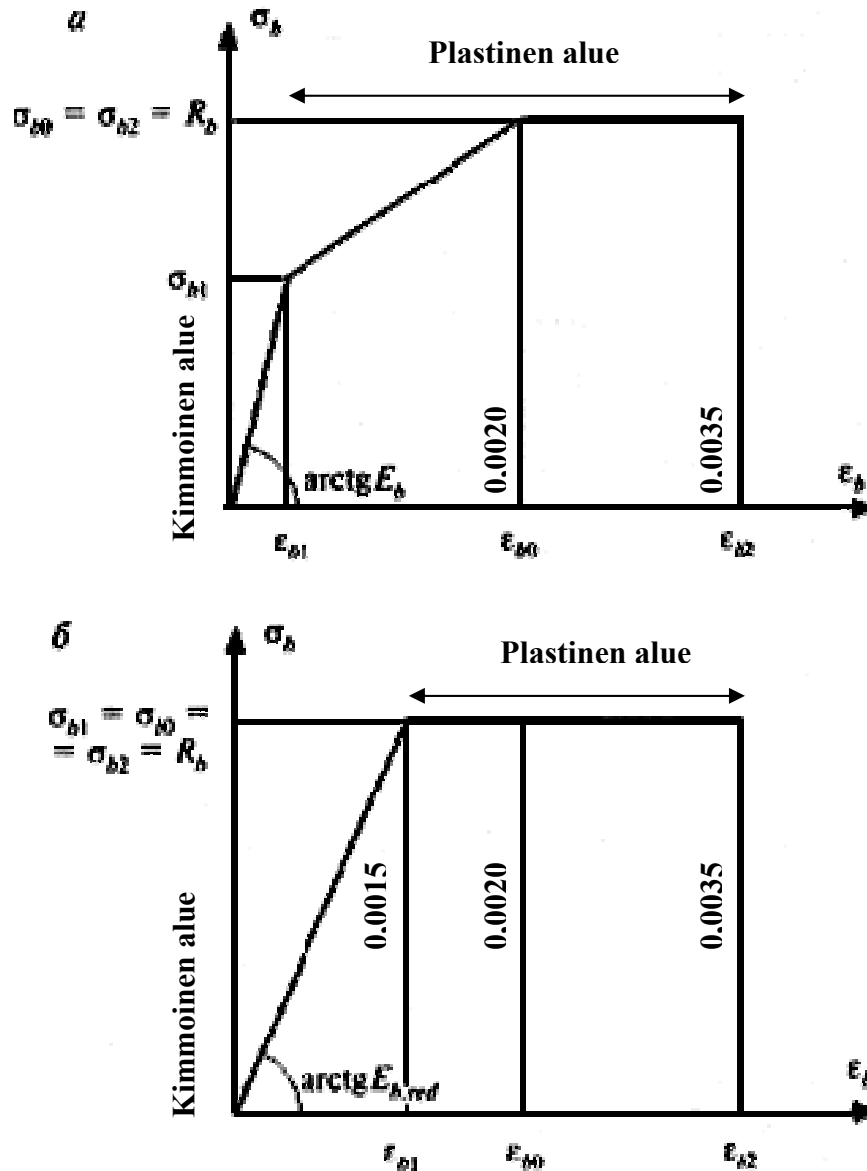 а
σb
Plastinen alue
σb0 = σb2 = Rb
σb1
Kimmoinen alue
arctg Eb
0.0020
0.0035
εb
εb1
εb0
εb2
б
σb
Plastinen alue
σb1 = σb0 =
= σb2 = Rb
Kimmoinen alue
arctg Eb,red
0.0015
0.0020
0.0035
εb1
εb0
εb2